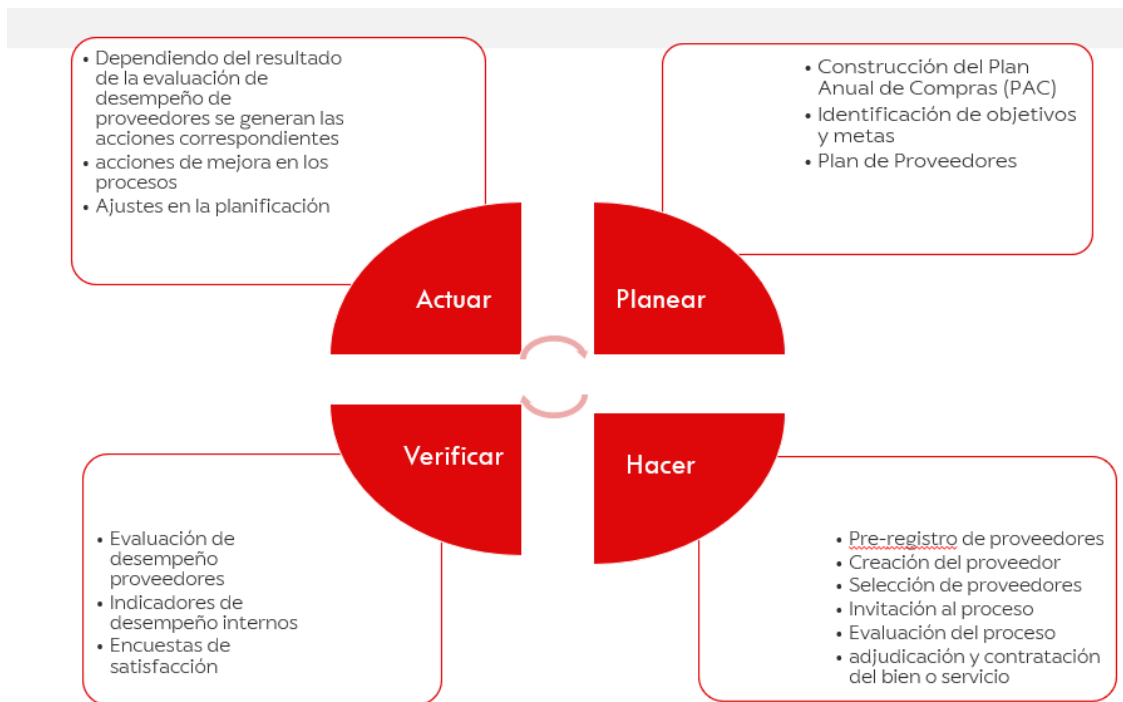 • Dependiendo del resultado
de la evaluación de
desempeño de
proveedores se generan las
acciones correspondientes
• acciones de mejora en los
procesos
• Ajustes en la planificación
• Construcción del Plan
Anual de Compras (PAC)
• Identificación de objetivos
y metas
• Plan de Proveedores
Actuar
Planear
Verificar
Hacer
• Evaluación de
desempeño
proveedores
• Indicadores de
desempeño internos
• Encuestas de
satisfacción
• Pre-registro de proveedores
• Creación del proveedor
• Selección de proveedores
• Invitación al proceso
• Evaluación del proceso
• adjudicación y contratación
del bien o servicio